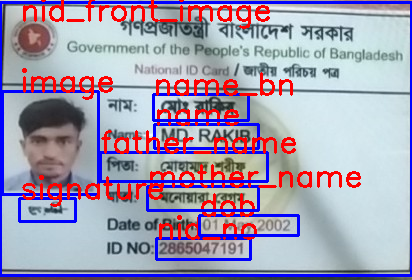 nid_front_image
গণপ্রজাতন্ত্রী বাংলাদেশ সরকার
Government of the People's Republic of Bangladesh
National ID Card / জাতীয় পরিচয় পত্র
image
name_bn
নাম: মোঃ রাকিব
name
Name: MD. RAKIB
father_name
পিতা: মোহাম্মদ শরীফ
mother_name
মাতা: মনোয়ারা বেগম
signature
dob
Date of Birth: 01 2002
nid_no
ID NO: 2865047191